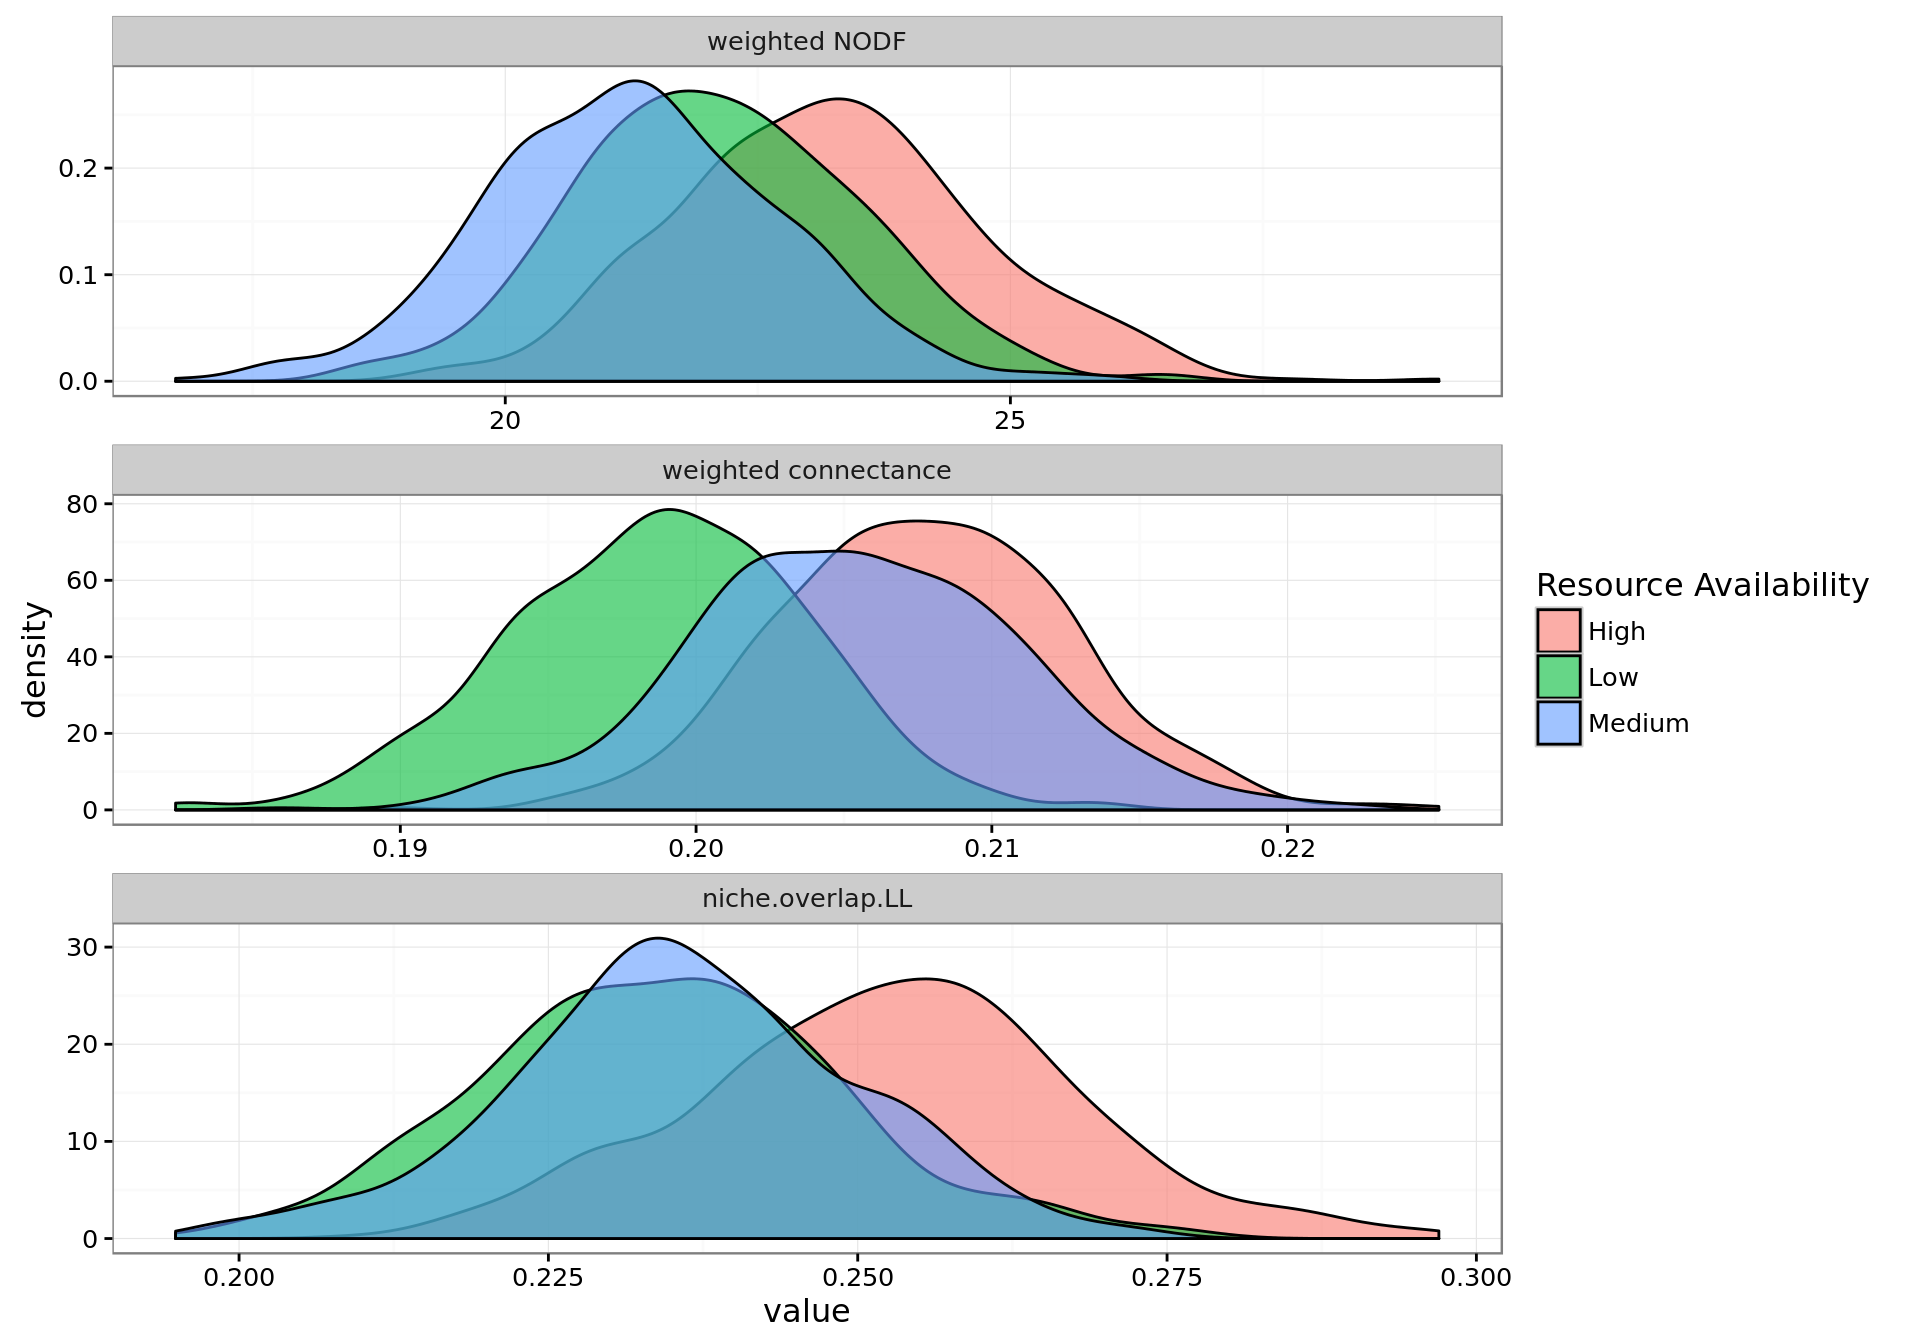 weighted NODF
0.2
0.1
0.0
20 25
weighted connectance
80
60
40
20
0
0.19 0.20 0.21 0.22
density
niche.overlap.LL
30
20
10
0
0.200 0.225 0.250 0.275 0.300
value
Resource Availability
High
Low
Medium